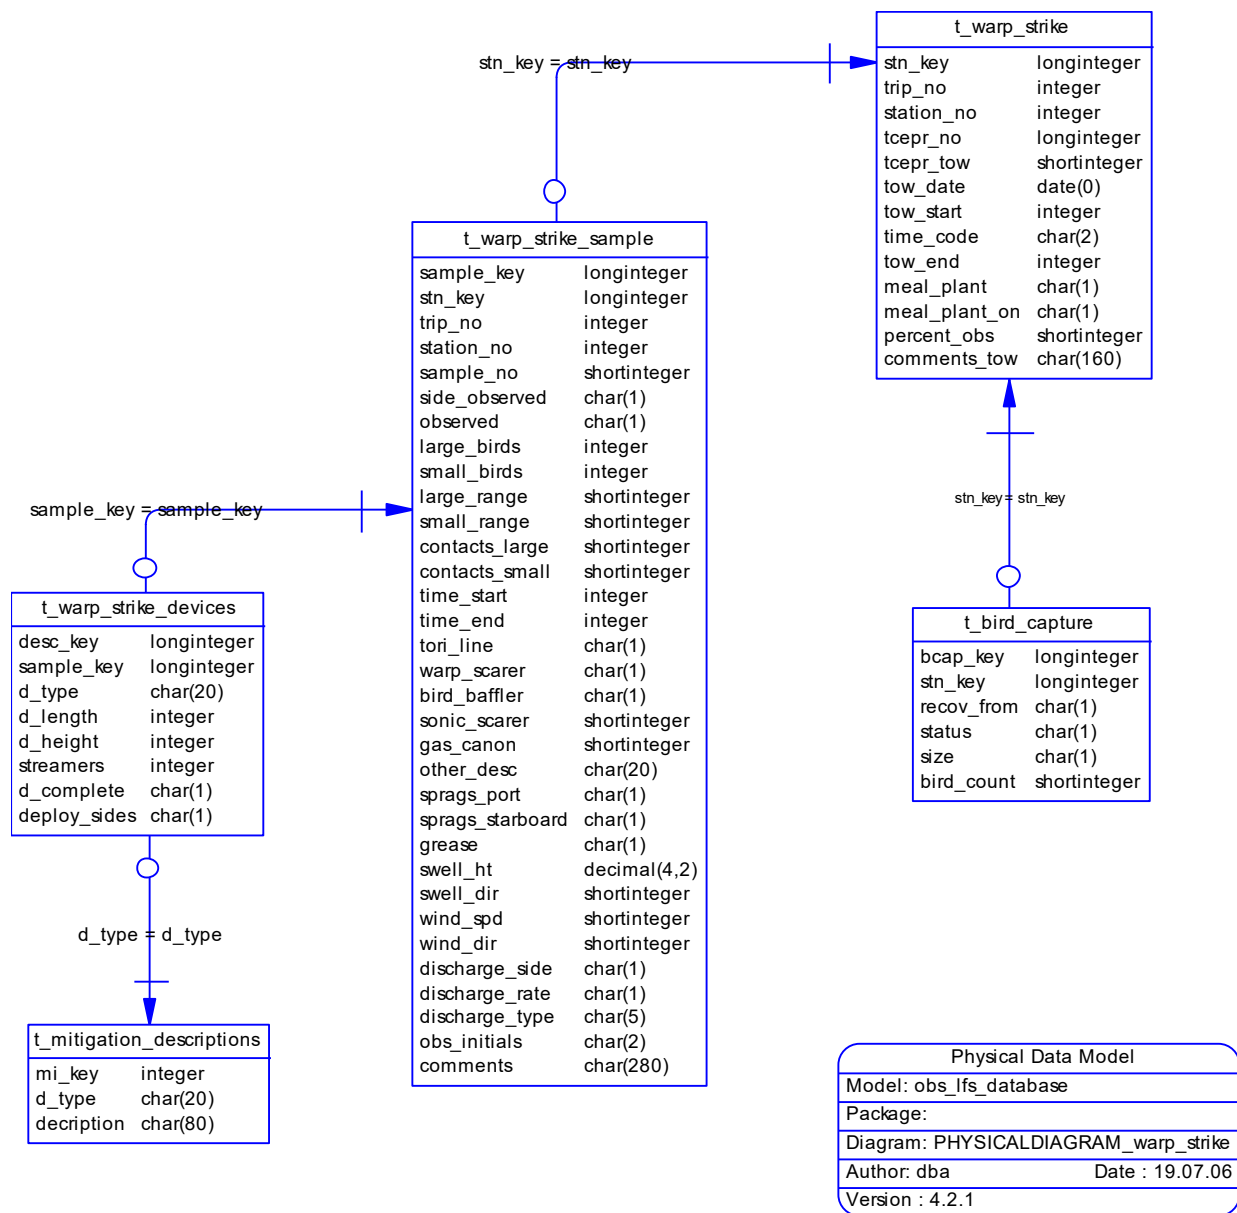 t_warp_strike
stn_key longinteger
trip_no integer
station_no integer
tcepr_no longinteger
tcepr_tow shortinteger
tow_date date(0)
tow_start integer
time_code char(2)
tow_end integer
meal_plant char(1)
meal_plant_on char(1)
percent_obs shortinteger
comments_tow char(160)
stn_key = stn_key
t_warp_strike_sample
sample_key longinteger
stn_key longinteger
trip_no integer
station_no integer
sample_no shortinteger
side_observed char(1)
observed char(1)
large_birds integer
small_birds integer
large_range shortinteger
small_range shortinteger
contacts_large shortinteger
contacts_small shortinteger
time_start integer
time_end integer
tori_line char(1)
warp_scarer char(1)
bird_baffler char(1)
sonic_scarer shortinteger
gas_canon shortinteger
other_desc char(20)
sprags_port char(1)
sprags_starboard char(1)
grease char(1)
swell_ht decimal(4,2)
swell_dir shortinteger
wind_spd shortinteger
wind_dir shortinteger
discharge_side char(1)
discharge_rate char(1)
discharge_type char(5)
obs_initials char(2)
comments char(280)
sample_key = sample_key
t_warp_strike_devices
desc_key longinteger
sample_key longinteger
d_type char(20)
d_length integer
d_height integer
streamers integer
d_complete char(1)
deploy_sides char(1)
d_type = d_type
t_mitigation_descriptions
mi_key integer
d_type char(20)
decription char(80)
stn_key = stn_key
t_bird_capture
bcap_key longinteger
stn_key longinteger
recov_from char(1)
status char(1)
size char(1)
bird_count shortinteger
Physical Data Model
Model: obs_lfs_database
Package:
Diagram: PHYSICALDIAGRAM_warp_strike
Author: dba Date : 19.07.06
Version : 4.2.1